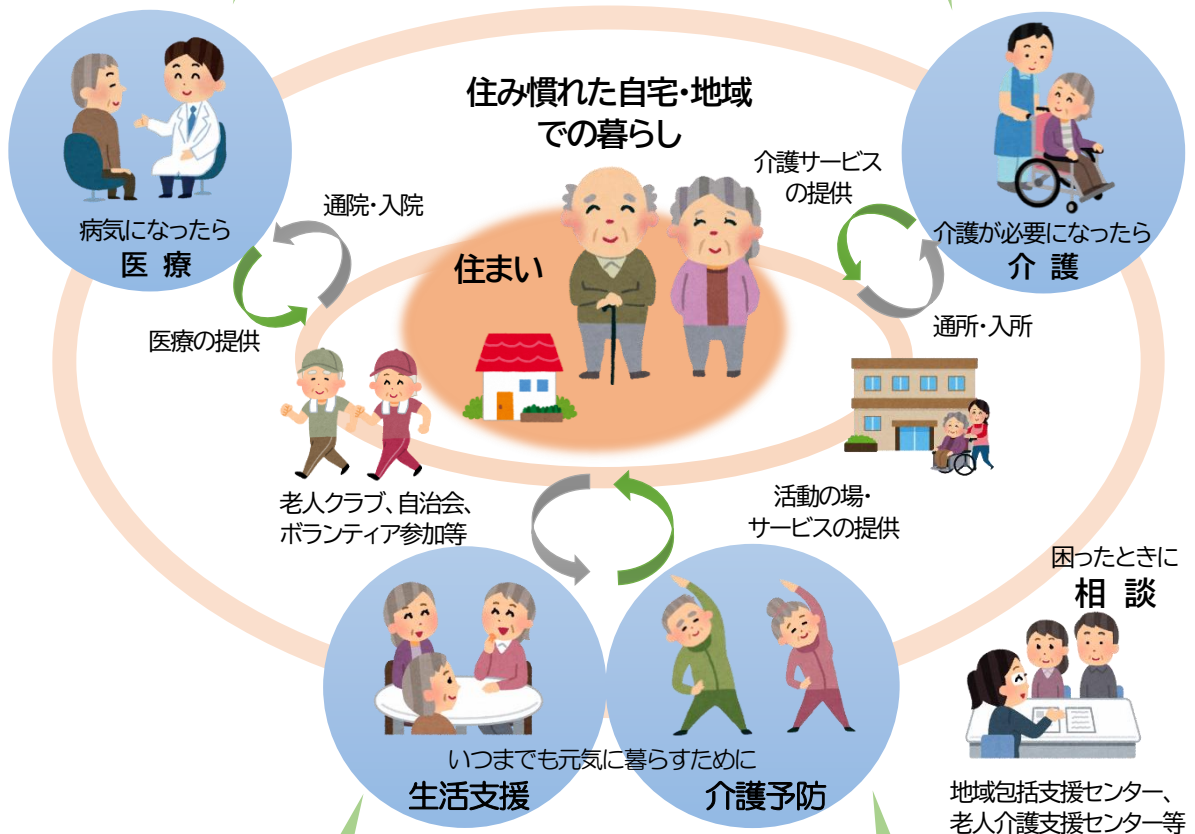 住み慣れた自宅・地域
での暮らし
病気になったら
医 療
通院・入院
医療の提供
住まい
介護サービス
の提供
介護が必要になったら
介 護
通所・入所
老人クラブ、自治会、
ボランティア参加等
活動の場・
サービスの提供
いつまでも元気に暮らすために
生活支援
介護予防
困ったときに
相 談
地域包括支援センター、
老人介護支援センター等